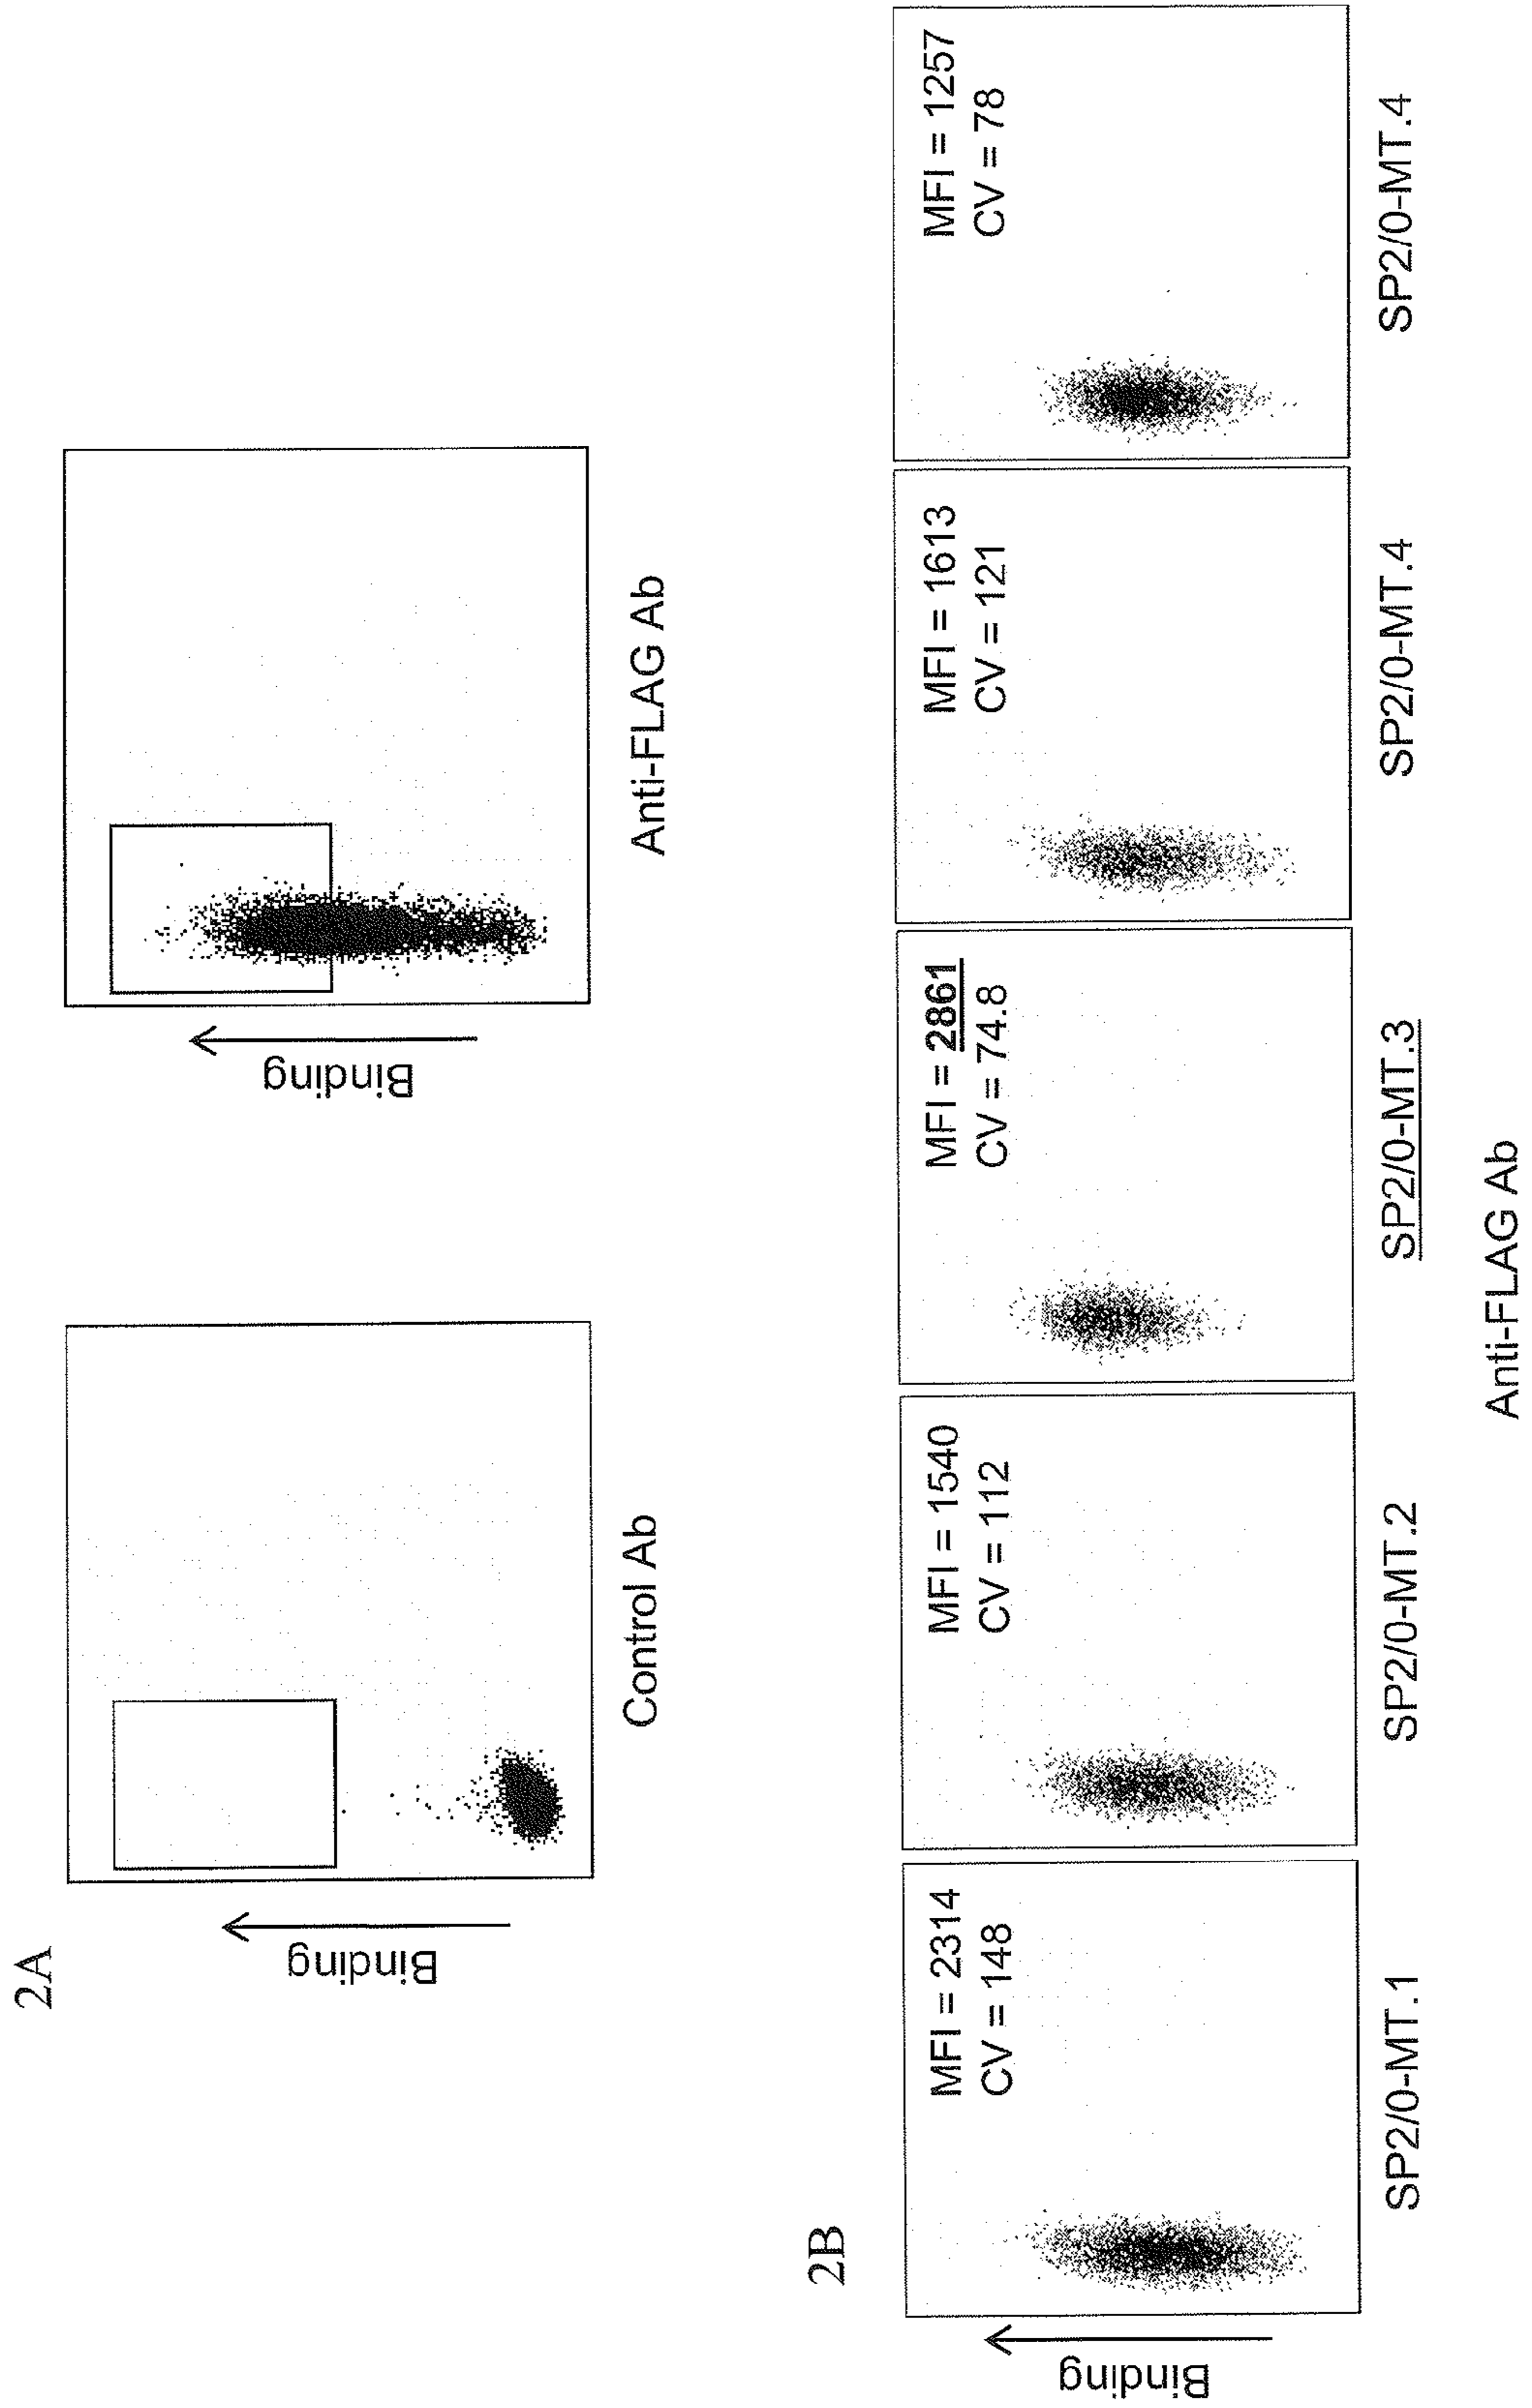 2A
Binding
Control Ab
Binding
Anti-FLAG Ab
2B
Binding
MFI = 2314
CV = 148
SP2/0-MT.1
MFI = 1540
CV = 112
SP2/0-MT.2
MFI = 2861
CV = 74.8
SP2/0-MT.3
MFI = 1613
CV = 121
SP2/0-MT.4
MFI = 1257
CV = 78
SP2/0-MT.4
Anti-FLAG Ab